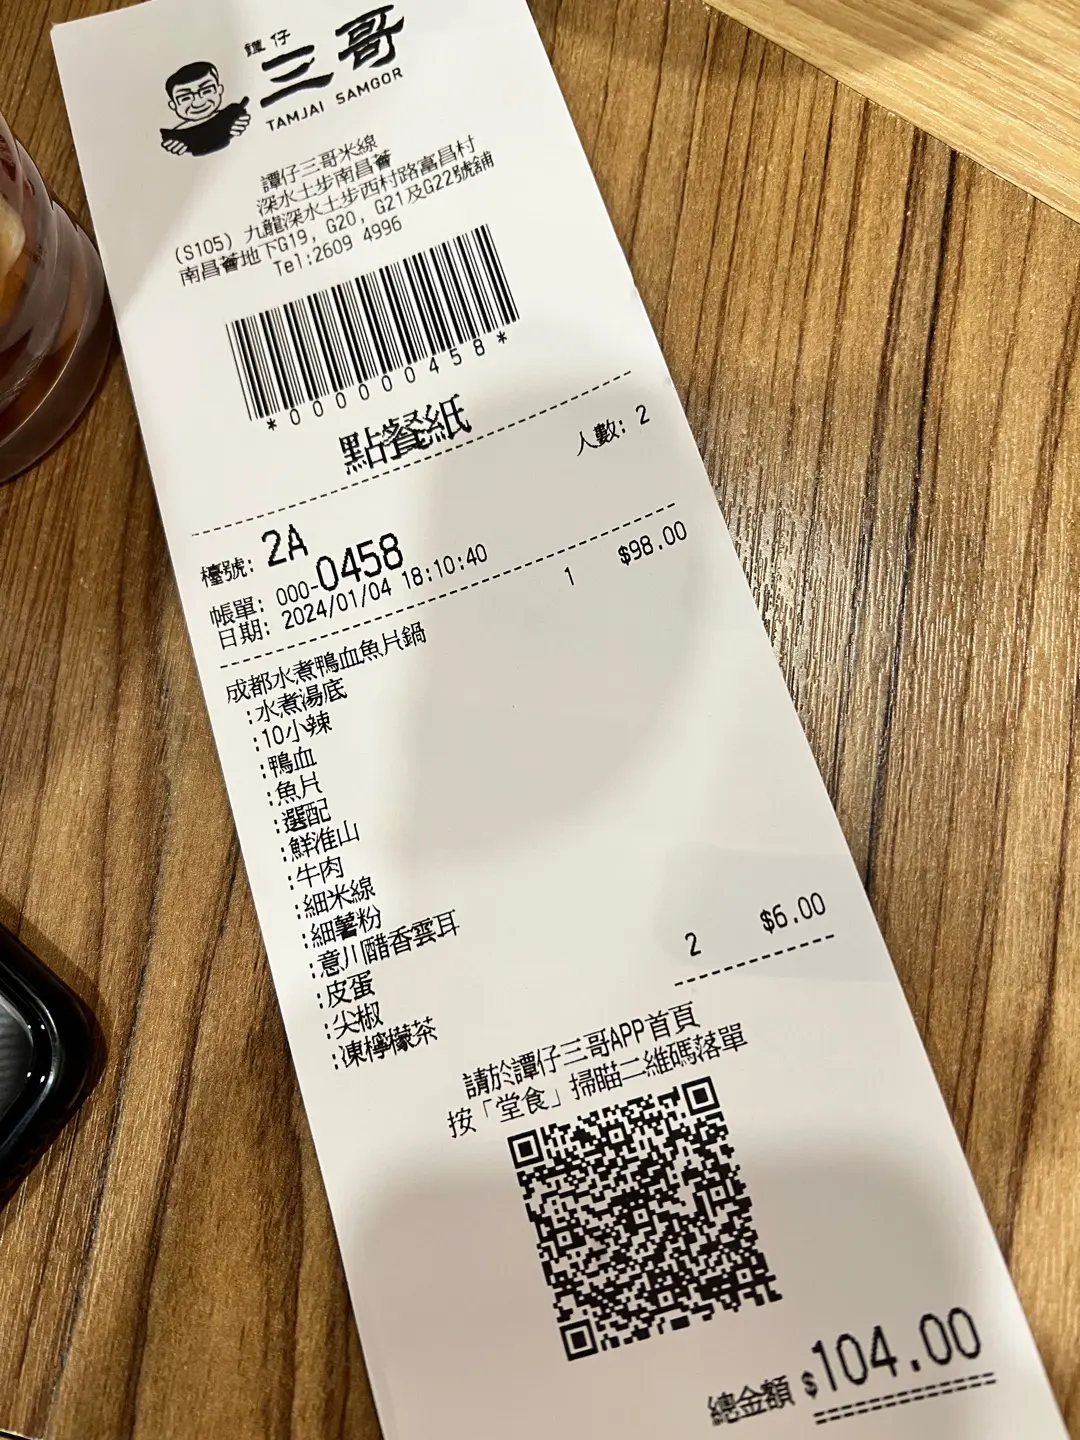 譚仔
三哥
TAMJAI SAMGOR
譚仔三哥米線
深水土步南昌薈
(S105) 九龍深水土步西村路富昌村
南昌薈地下G19, G20, G21及G22號舖
Tel:2609 4996
*000000458*
點餐紙
人數: 2
檯號: 2A
帳單: 000-0458
日期: 2024/01/04 18:10:40
成都水煮鴨血魚片鍋 1 $98.00
:水煮湯底
:10小辣
:鴨血
:魚片
:選配
:鮮准山
:牛肉
:細米線
:細薯粉
:意川醋香雲耳
:皮蛋
:尖椒
:凍檸檬茶 2 $6.00
請於譚仔三哥APP首頁
按「堂食」掃瞄二維碼落單
總金額 $104.00